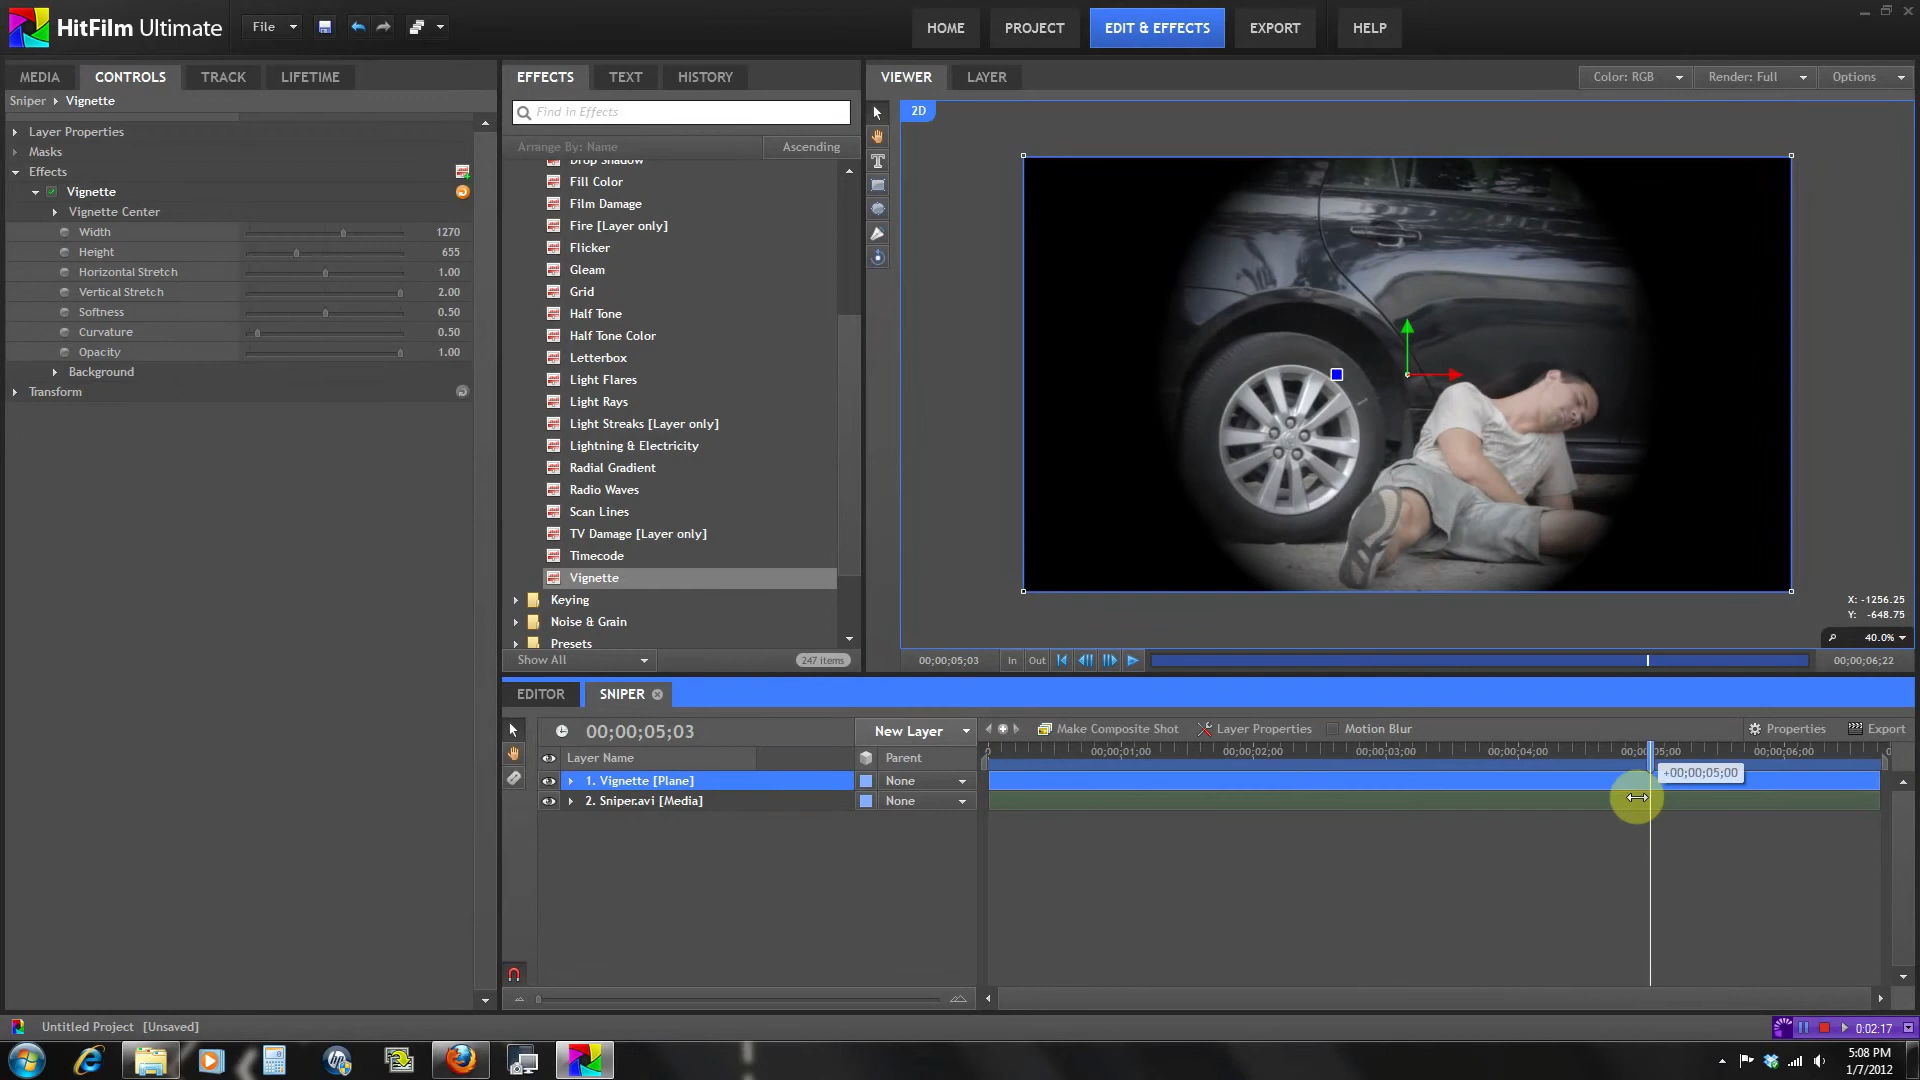 HitFilm Ultimate
File
HOME
PROJECT
EDIT & EFFECTS
EXPORT
HELP
MEDIA
CONTROLS
TRACK
LIFETIME
Sniper
Vignette
Layer Properties
Masks
Effects
Vignette
Vignette Center
Width 1270
Height 655
Horizontal Stretch 1.00
Vertical Stretch 2.00
Softness 0.50
Curvature 0.50
Opacity 1.00
Background
Transform
EFFECTS
TEXT
HISTORY
Find in Effects
Arrange By: Name
Ascending
Drop Shadow
Fill Color
Film Damage
Fire [Layer only]
Flicker
Gleam
Grid
Half Tone
Half Tone Color
Letterbox
Light Flares
Light Rays
Light Streaks [Layer only]
Lightning & Electricity
Radial Gradient
Radio Waves
Scan Lines
TV Damage [Layer only]
Timecode
Vignette
Keying
Noise & Grain
Presets
Show All
247 items
VIEWER
LAYER
Color: RGB
Render: Full
Options
2D
X: -1256.25
Y: -648.75
40.0%
00;00;05;03
In
Out
00;00;06;22
EDITOR
SNIPER
00;00;05;03
New Layer
Make Composite Shot
Layer Properties
Motion Blur
Properties
Export
Layer Name
Parent
0
00;00;01;00
00;00;02;00
00;00;03;00
00;00;04;00
00;00;05;00
00;00;06;00
+00;00;05;00
1. Vignette [Plane]
None
2. Sniper.avi [Media]
None
Untitled Project [Unsaved]
0:02:17
5:08 PM
1/7/2012